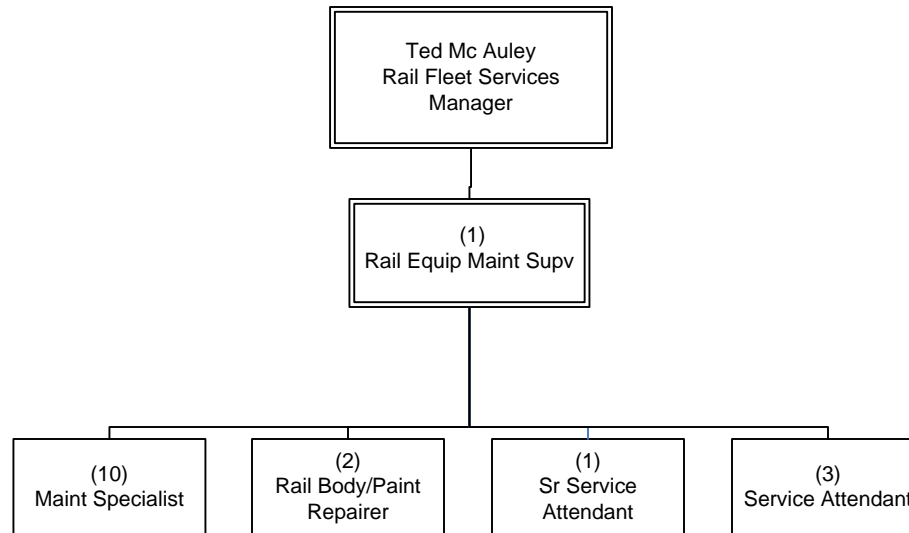 Ted Mc Auley
Rail Fleet Services
Manager
(1)
Rail Equip Maint Supv
(10)
Maint Specialist
(2)
Rail Body/Paint
Repairer
(1)
Sr Service
Attendant
(3)
Service Attendant